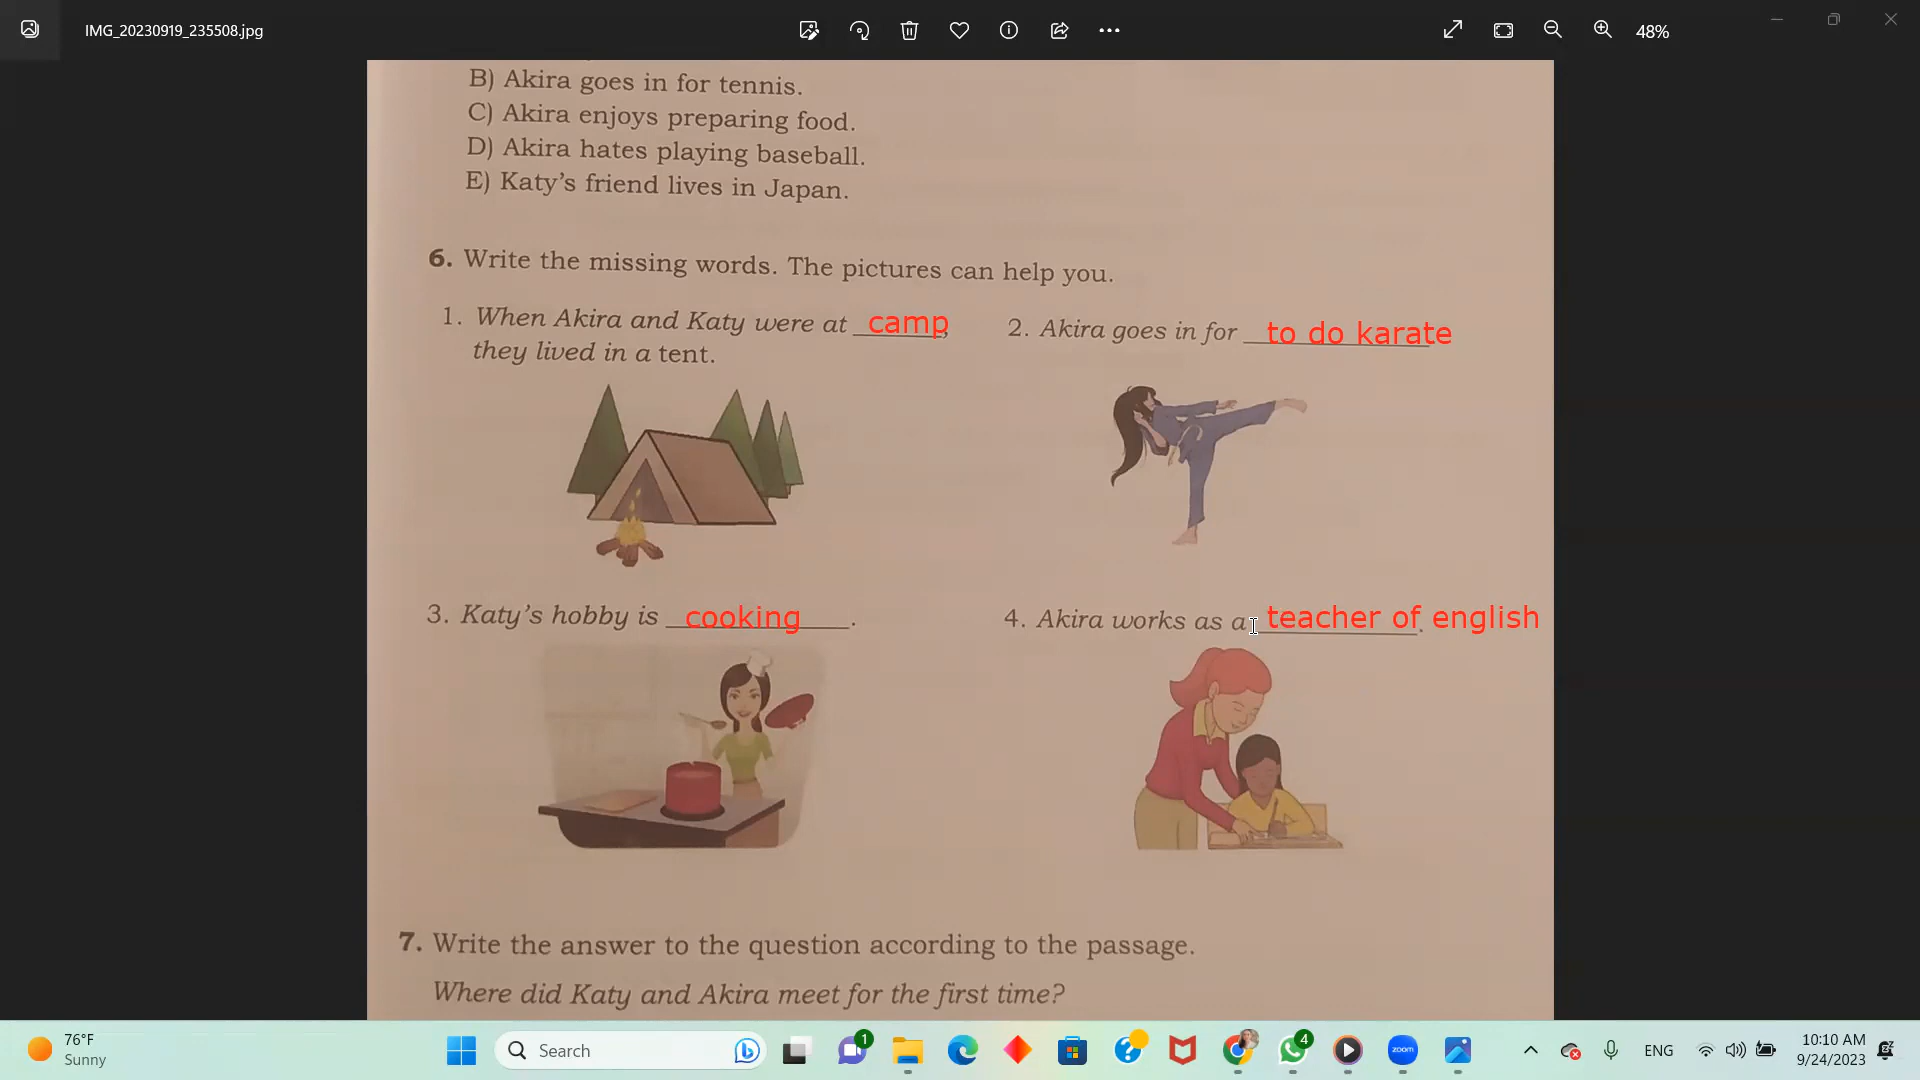 IMG_20230919_235508.jpg
48%
B) Akira goes in for tennis.
C) Akira enjoys preparing food.
D) Akira hates playing baseball.
E) Katy's friend lives in Japan.
6. Write the missing words. The pictures can help you.
1. When Akira and Katy were at camp,
they lived in a tent.
2. Akira goes in for to do karate
3. Katy's hobby is cooking.
4. Akira works as a teacher of english.
7. Write the answer to the question according to the passage.
Where did Katy and Akira meet for the first time?
76°F
Sunny
Search
1
zoom
4
ENG
10:10 AM
9/24/2023